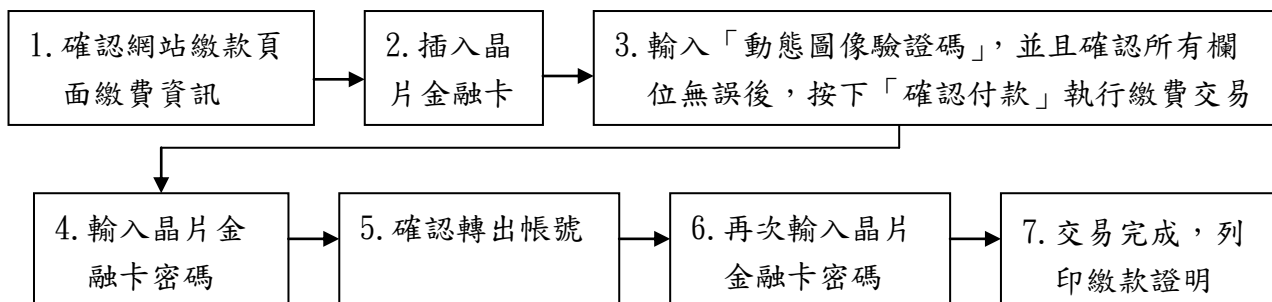 1.確認網站繳款頁
面繳費資訊
2.插入晶
片金融卡
3.輸入「動態圖像驗證碼」，並且確認所有欄
位無誤後，按下「確認付款」執行繳費交易
4.輸入晶片金
融卡密碼
5.確認轉出帳號
6.再次輸入晶片
金融卡密碼
7.交易完成，列
印繳款證明